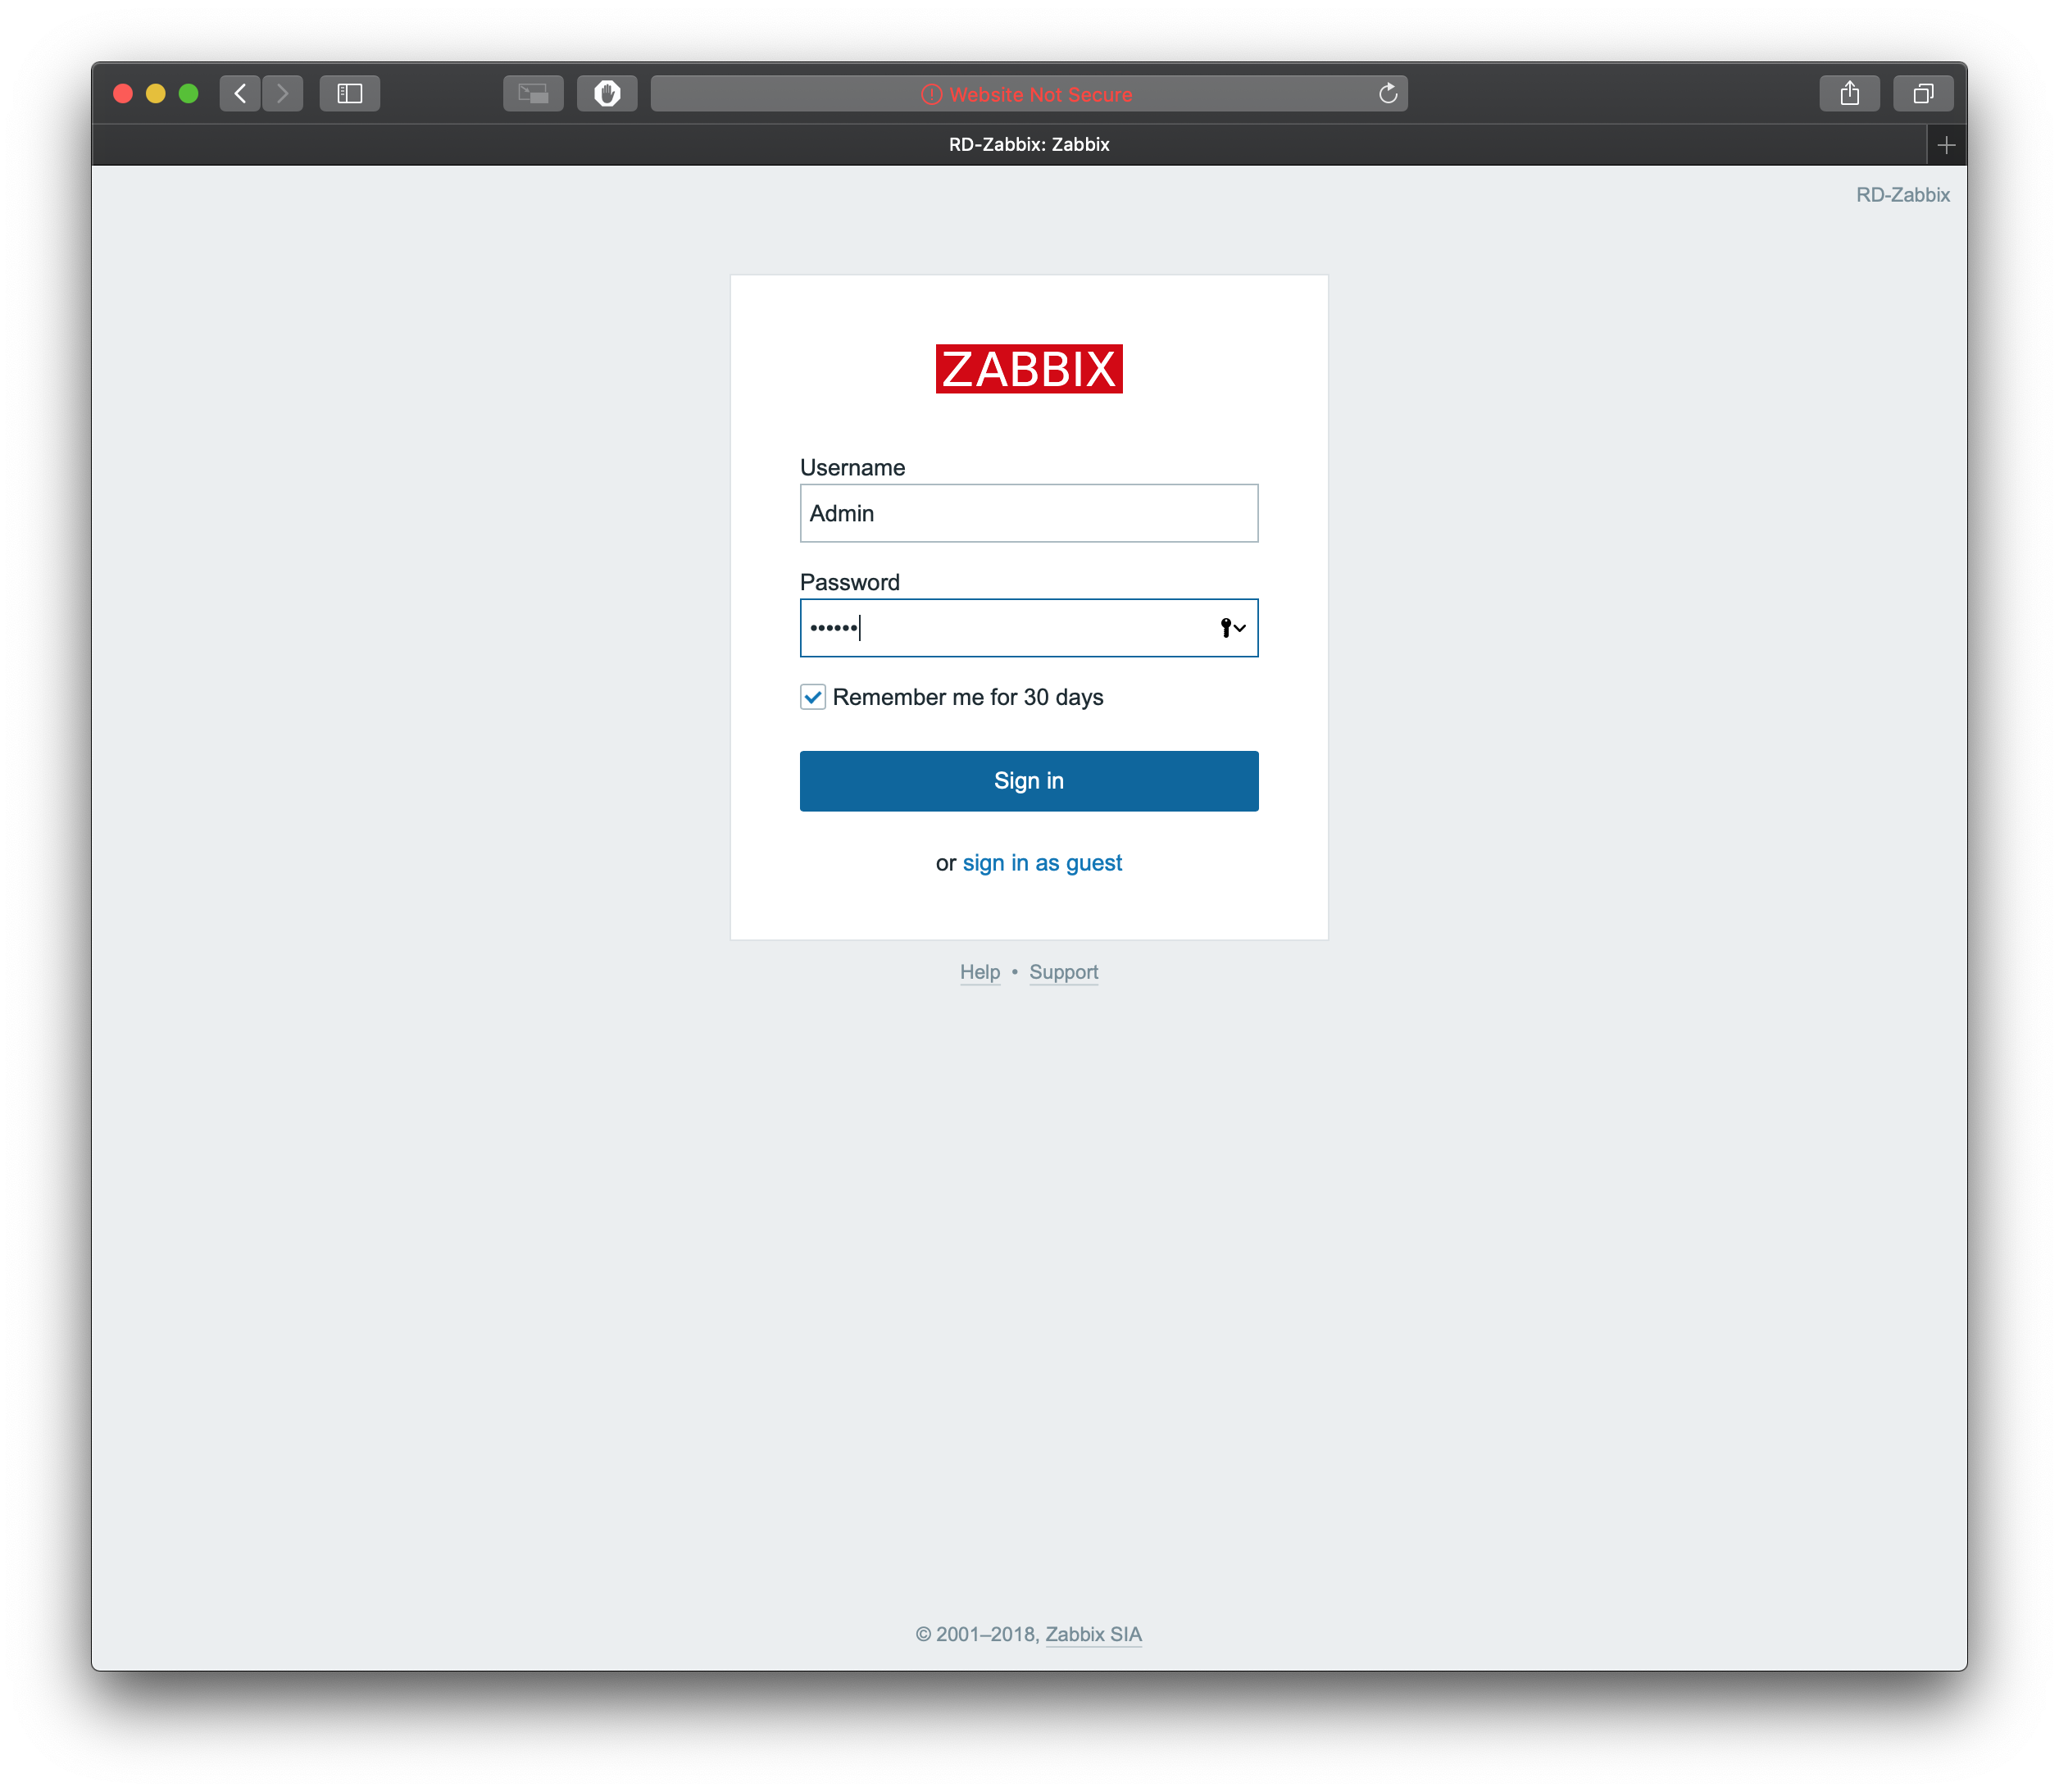 Website Not Secure
RD-Zabbix: Zabbix
RD-Zabbix
ZABBIX
Username
Admin
Password
••••••
Remember me for 30 days
Sign in
or sign in as guest
Help • Support
© 2001–2018, Zabbix SIA